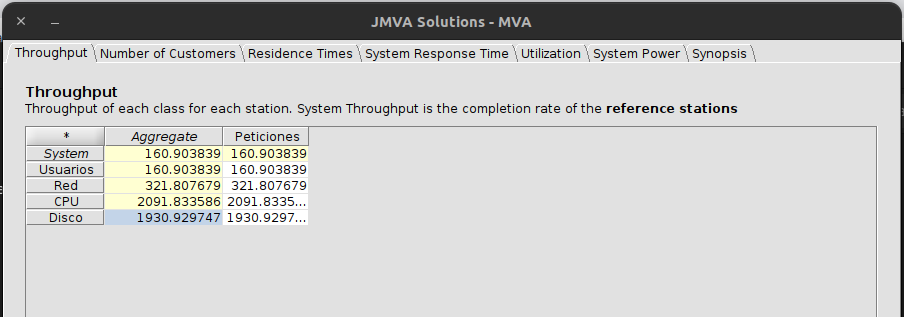 JMVA Solutions - MVA
Throughput Number of Customers Residence Times System Response Time Utilization System Power Synopsis
Throughput
Throughput of each class for each station. System Throughput is the completion rate of the reference stations
* Aggregate Peticiones
System 160.903839 160.903839
Usuarios 160.903839 160.903839
Red 321.807679 321.807679
CPU 2091.833586 2091.8335...
Disco 1930.929747 1930.9297...